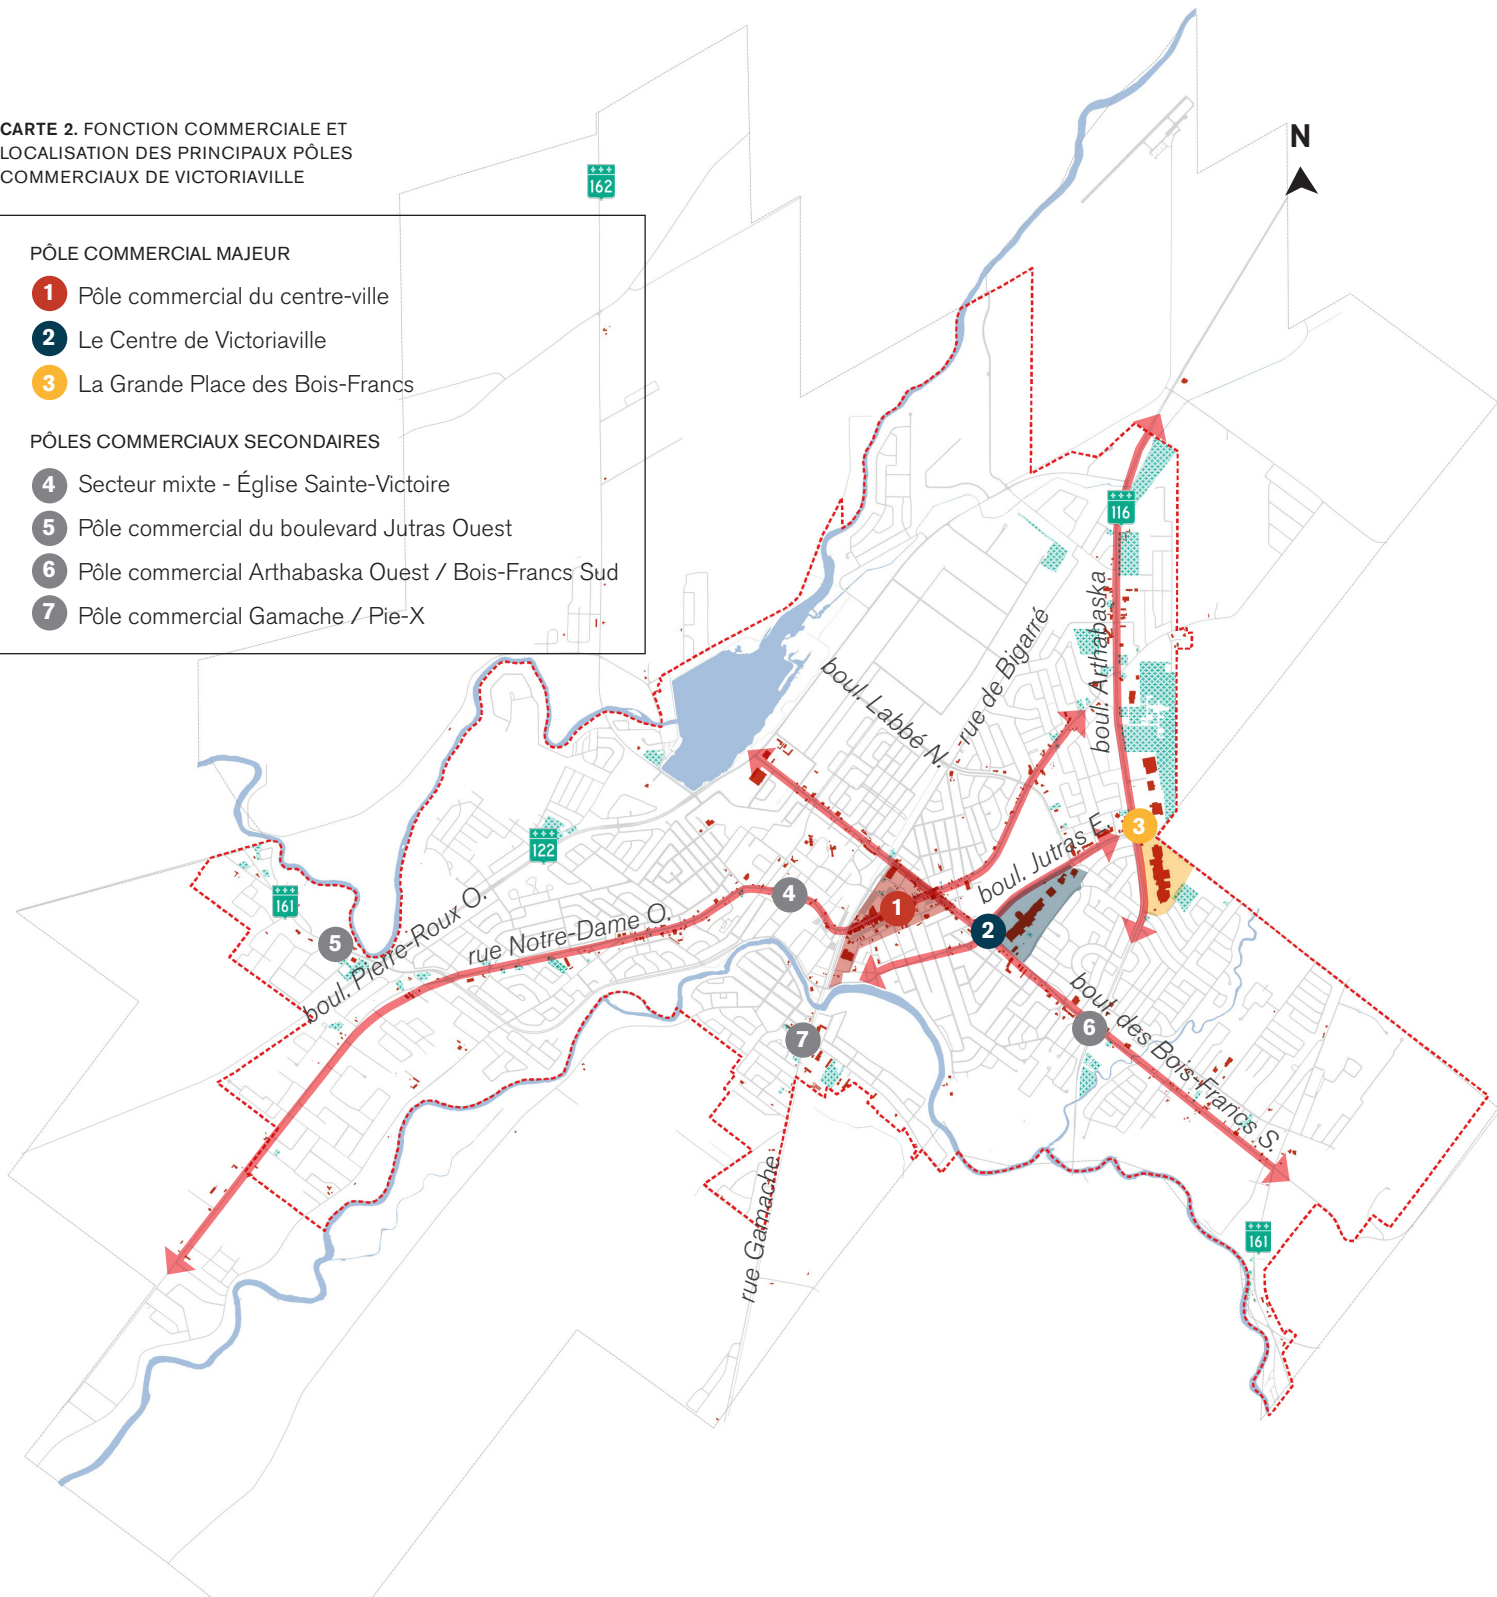 CARTE 2. FONCTION COMMERCIALE ET
LOCALISATION DES PRINCIPAUX PÔLES
COMMERCIAUX DE VICTORIAVILLE
N
162
PÔLE COMMERCIAL MAJEUR
1 Pôle commercial du centre-ville
2 Le Centre de Victoriaville
3 La Grande Place des Bois-Francs
PÔLES COMMERCIAUX SECONDAIRES
4 Secteur mixte - Église Sainte-Victoire
5 Pôle commercial du boulevard Jutras Ouest
6 Pôle commercial Arthabaska Ouest / Bois-Francs Sud
7 Pôle commercial Gamache / Pie-X
116
boul. Arthabaska
rue de Bigarré
boul. Labbé N.
3
122
boul. Jutras E.
161
4
1
boul. Pierre-Roux O.
rue Notre-Dame O.
2
5
boul. des Bois-Francs S.
6
7
rue Gamache
161